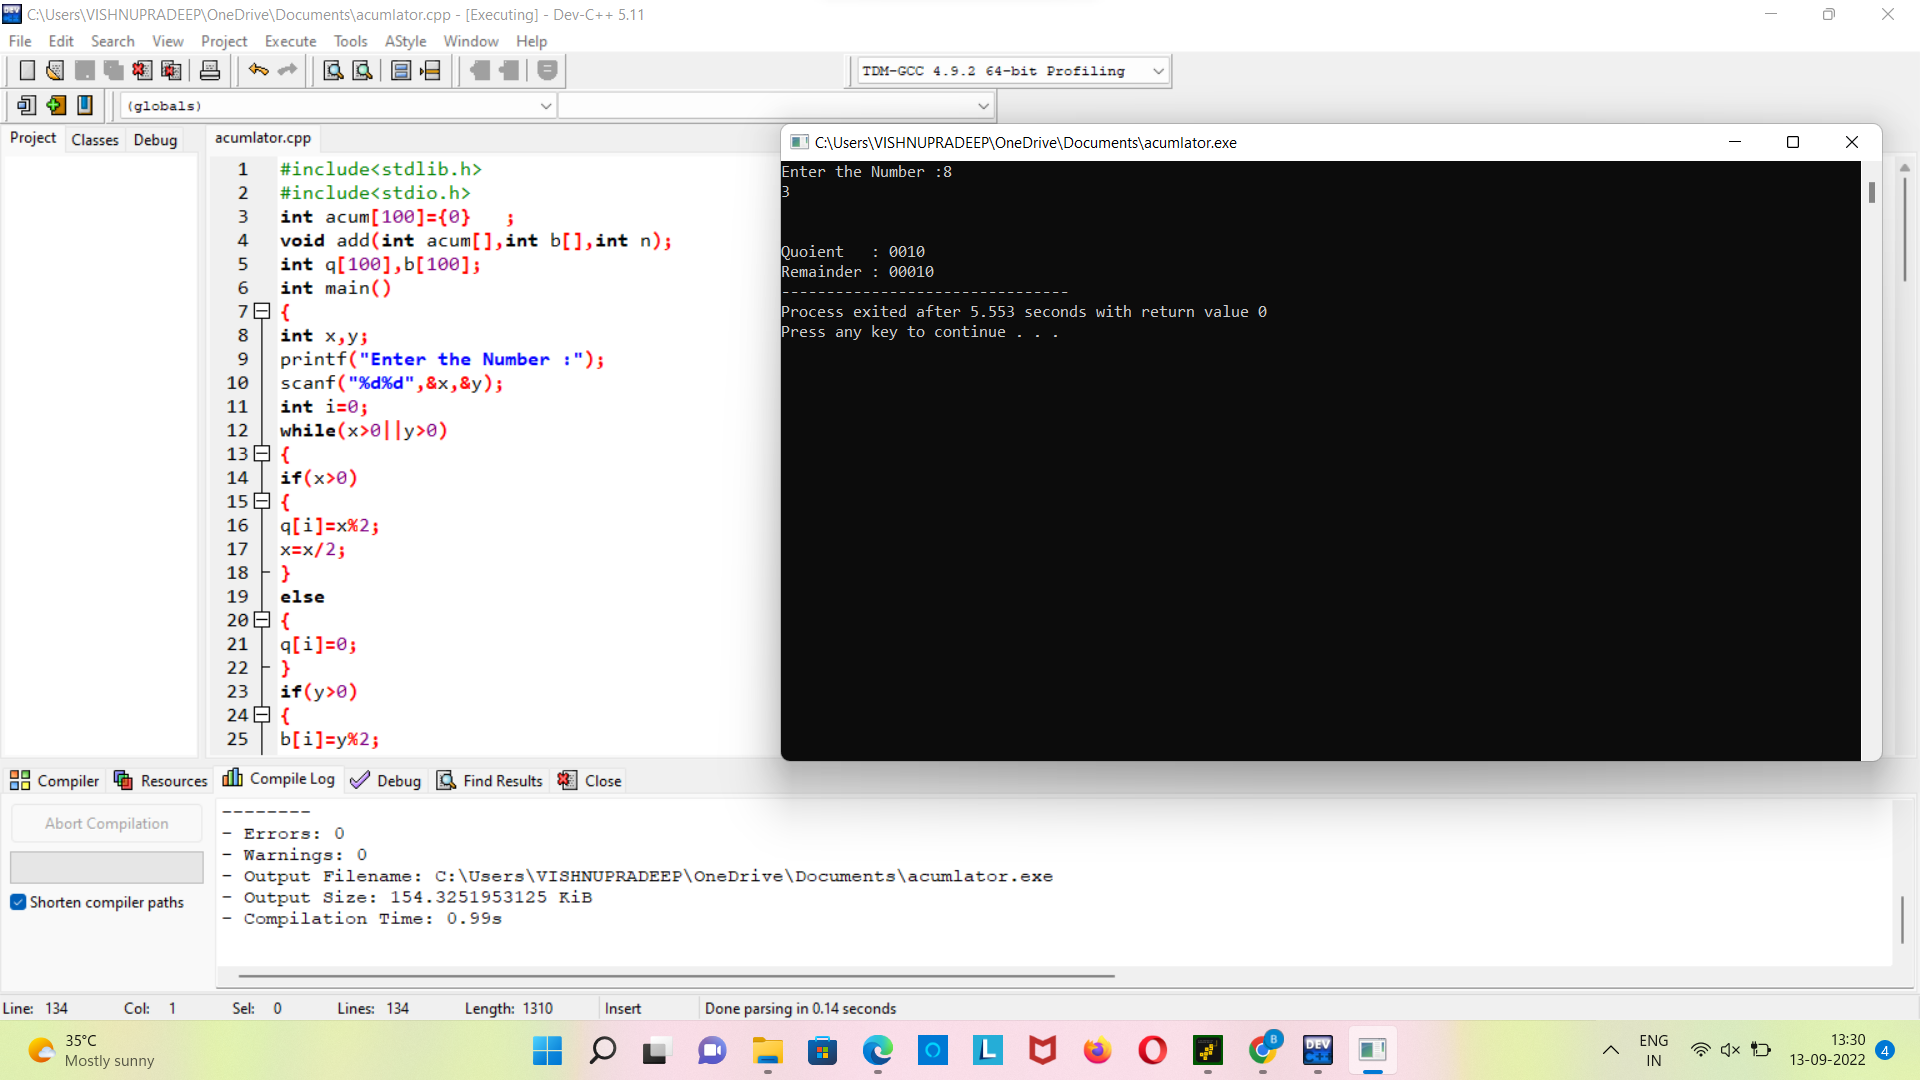 C:\Users\VISHNUPRADEEP\OneDrive\Documents\acumlator.cpp - [Executing] - Dev-C++ 5.11
File Edit Search View Project Execute Tools AStyle Window Help
TDM-GCC 4.9.2 64-bit Profiling
(globals)
Project Classes Debug
acumlator.cpp
1 #include<stdlib.h>
2 #include<stdio.h>
3 int acum[100]={0}   ;
4 void add(int acum[],int b[],int n);
5 int q[100],b[100];
6 int main()
7 {
8 int x,y;
9 printf("Enter the Number :");
10 scanf("%d%d",&x,&y);
11 int i=0;
12 while(x>0||y>0)
13 {
14 if(x>0)
15 {
16 q[i]=x%2;
17 x=x/2;
18 }
19 else
20 {
21 q[i]=0;
22 }
23 if(y>0)
24 {
25 b[i]=y%2;
C:\Users\VISHNUPRADEEP\OneDrive\Documents\acumlator.exe
Enter the Number :8
3
Quoient   : 0010
Remainder : 00010
--------------------------------
Process exited after 5.553 seconds with return value 0
Press any key to continue . . .
Compiler Resources Compile Log Debug Find Results Close
Abort Compilation
Shorten compiler paths
--------
- Errors: 0
- Warnings: 0
- Output Filename: C:\Users\VISHNUPRADEEP\OneDrive\Documents\acumlator.exe
- Output Size: 154.3251953125 KiB
- Compilation Time: 0.99s
Line: 134 Col: 1 Sel: 0 Lines: 134 Length: 1310 Insert Done parsing in 0.14 seconds
35°C
Mostly sunny
L
B
DEV
ENG
IN
13:30
13-09-2022
4